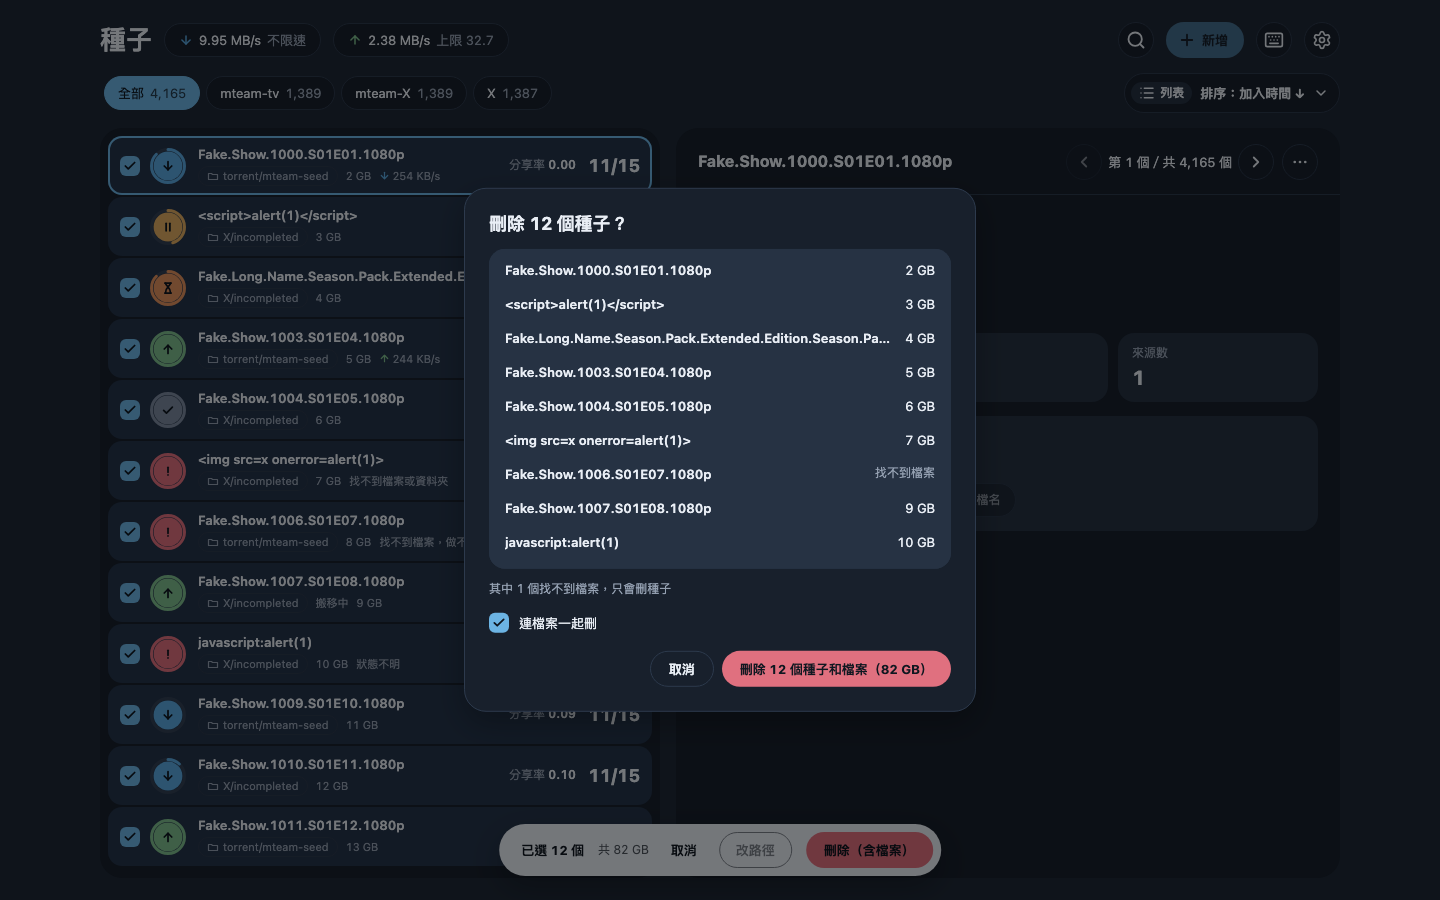 種子
9.95 MB/s 不限速
2.38 MB/s 上限 32.7
新增
全部 4,165
mteam-tv 1,389
mteam-X 1,389
X 1,387
列表
排序：加入時間
Fake.Show.1000.S01E01.1080p
torrent/mteam-seed 2 GB 254 KB/s
分享率 0.00 11/15
<script>alert(1)</script>
X/incompleted 3 GB
Fake.Long.Name.Season.Pack.Extended.E
X/incompleted 4 GB
Fake.Show.1003.S01E04.1080p
torrent/mteam-seed 5 GB 244 KB/s
Fake.Show.1004.S01E05.1080p
X/incompleted 6 GB
<img src=x onerror=alert(1)>
X/incompleted 7 GB 找不到檔案或資料夾
Fake.Show.1006.S01E07.1080p
torrent/mteam-seed 8 GB 找不到檔案，做不
Fake.Show.1007.S01E08.1080p
X/incompleted 搬移中 9 GB
javascript:alert(1)
X/incompleted 10 GB 狀態不明
Fake.Show.1009.S01E10.1080p
torrent/mteam-seed 11 GB
分享率 0.09 11/15
Fake.Show.1010.S01E11.1080p
X/incompleted 12 GB
分享率 0.10 11/15
Fake.Show.1011.S01E12.1080p
torrent/mteam-seed 13 GB
Fake.Show.1000.S01E01.1080p
第 1 個 / 共 4,165 個
來源數
1
檔名
刪除 12 個種子？
Fake.Show.1000.S01E01.1080p 2 GB
<script>alert(1)</script> 3 GB
Fake.Long.Name.Season.Pack.Extended.Edition.Season.Pa... 4 GB
Fake.Show.1003.S01E04.1080p 5 GB
Fake.Show.1004.S01E05.1080p 6 GB
<img src=x onerror=alert(1)> 7 GB
Fake.Show.1006.S01E07.1080p 找不到檔案
Fake.Show.1007.S01E08.1080p 9 GB
javascript:alert(1) 10 GB
其中 1 個找不到檔案，只會刪種子
連檔案一起刪
取消
刪除 12 個種子和檔案（82 GB）
已選 12 個 共 82 GB 取消 改路徑 刪除（含檔案）